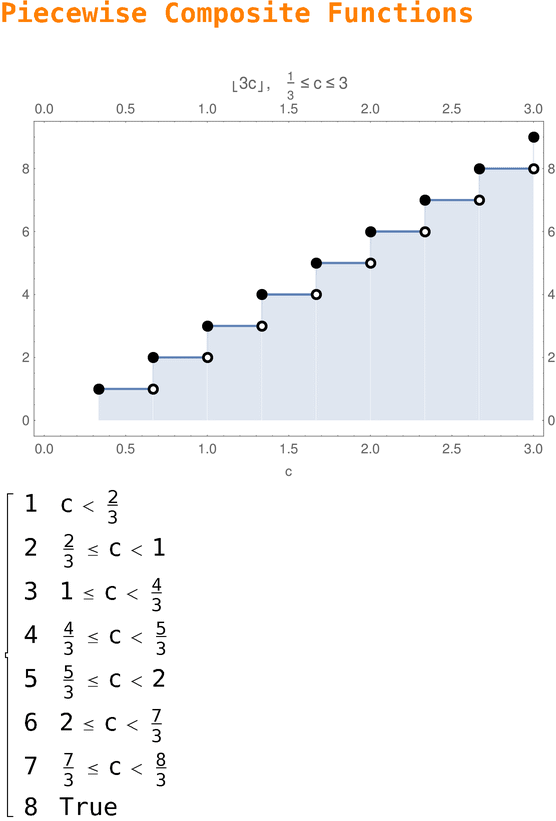 Piecewise Composite Functions
⌊3c⌋, 1/3 ≤ c ≤ 3
0.0 0.5 1.0 1.5 2.0 2.5 3.0
8 8
6 6
4 4
2 2
0 0
0.0 0.5 1.0 1.5 2.0 2.5 3.0
c
1 c < 2/3
2 2/3 ≤ c < 1
3 1 ≤ c < 4/3
4 4/3 ≤ c < 5/3
5 5/3 ≤ c < 2
6 2 ≤ c < 7/3
7 7/3 ≤ c < 8/3
8 True